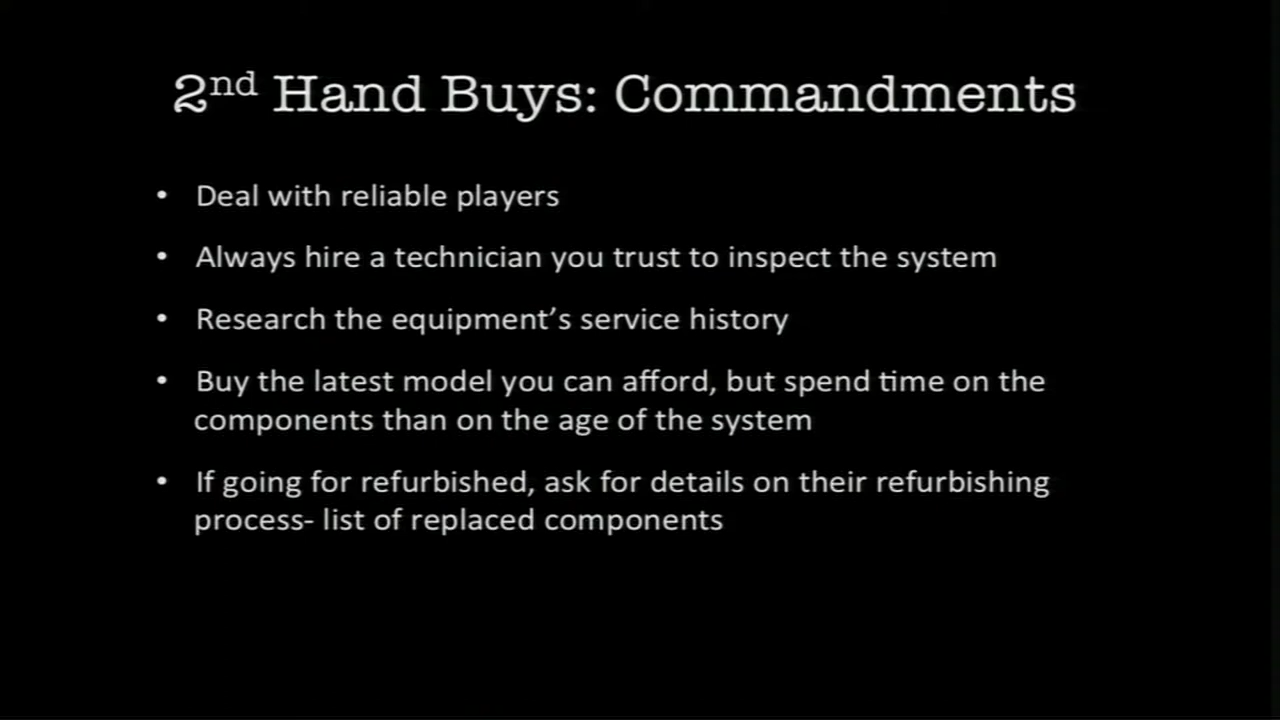 2nd Hand Buys: Commandments
• Deal with reliable players
• Always hire a technician you trust to inspect the system
• Research the equipment’s service history
• Buy the latest model you can afford, but spend time on the
components than on the age of the system
• If going for refurbished, ask for details on their refurbishing
process- list of replaced components